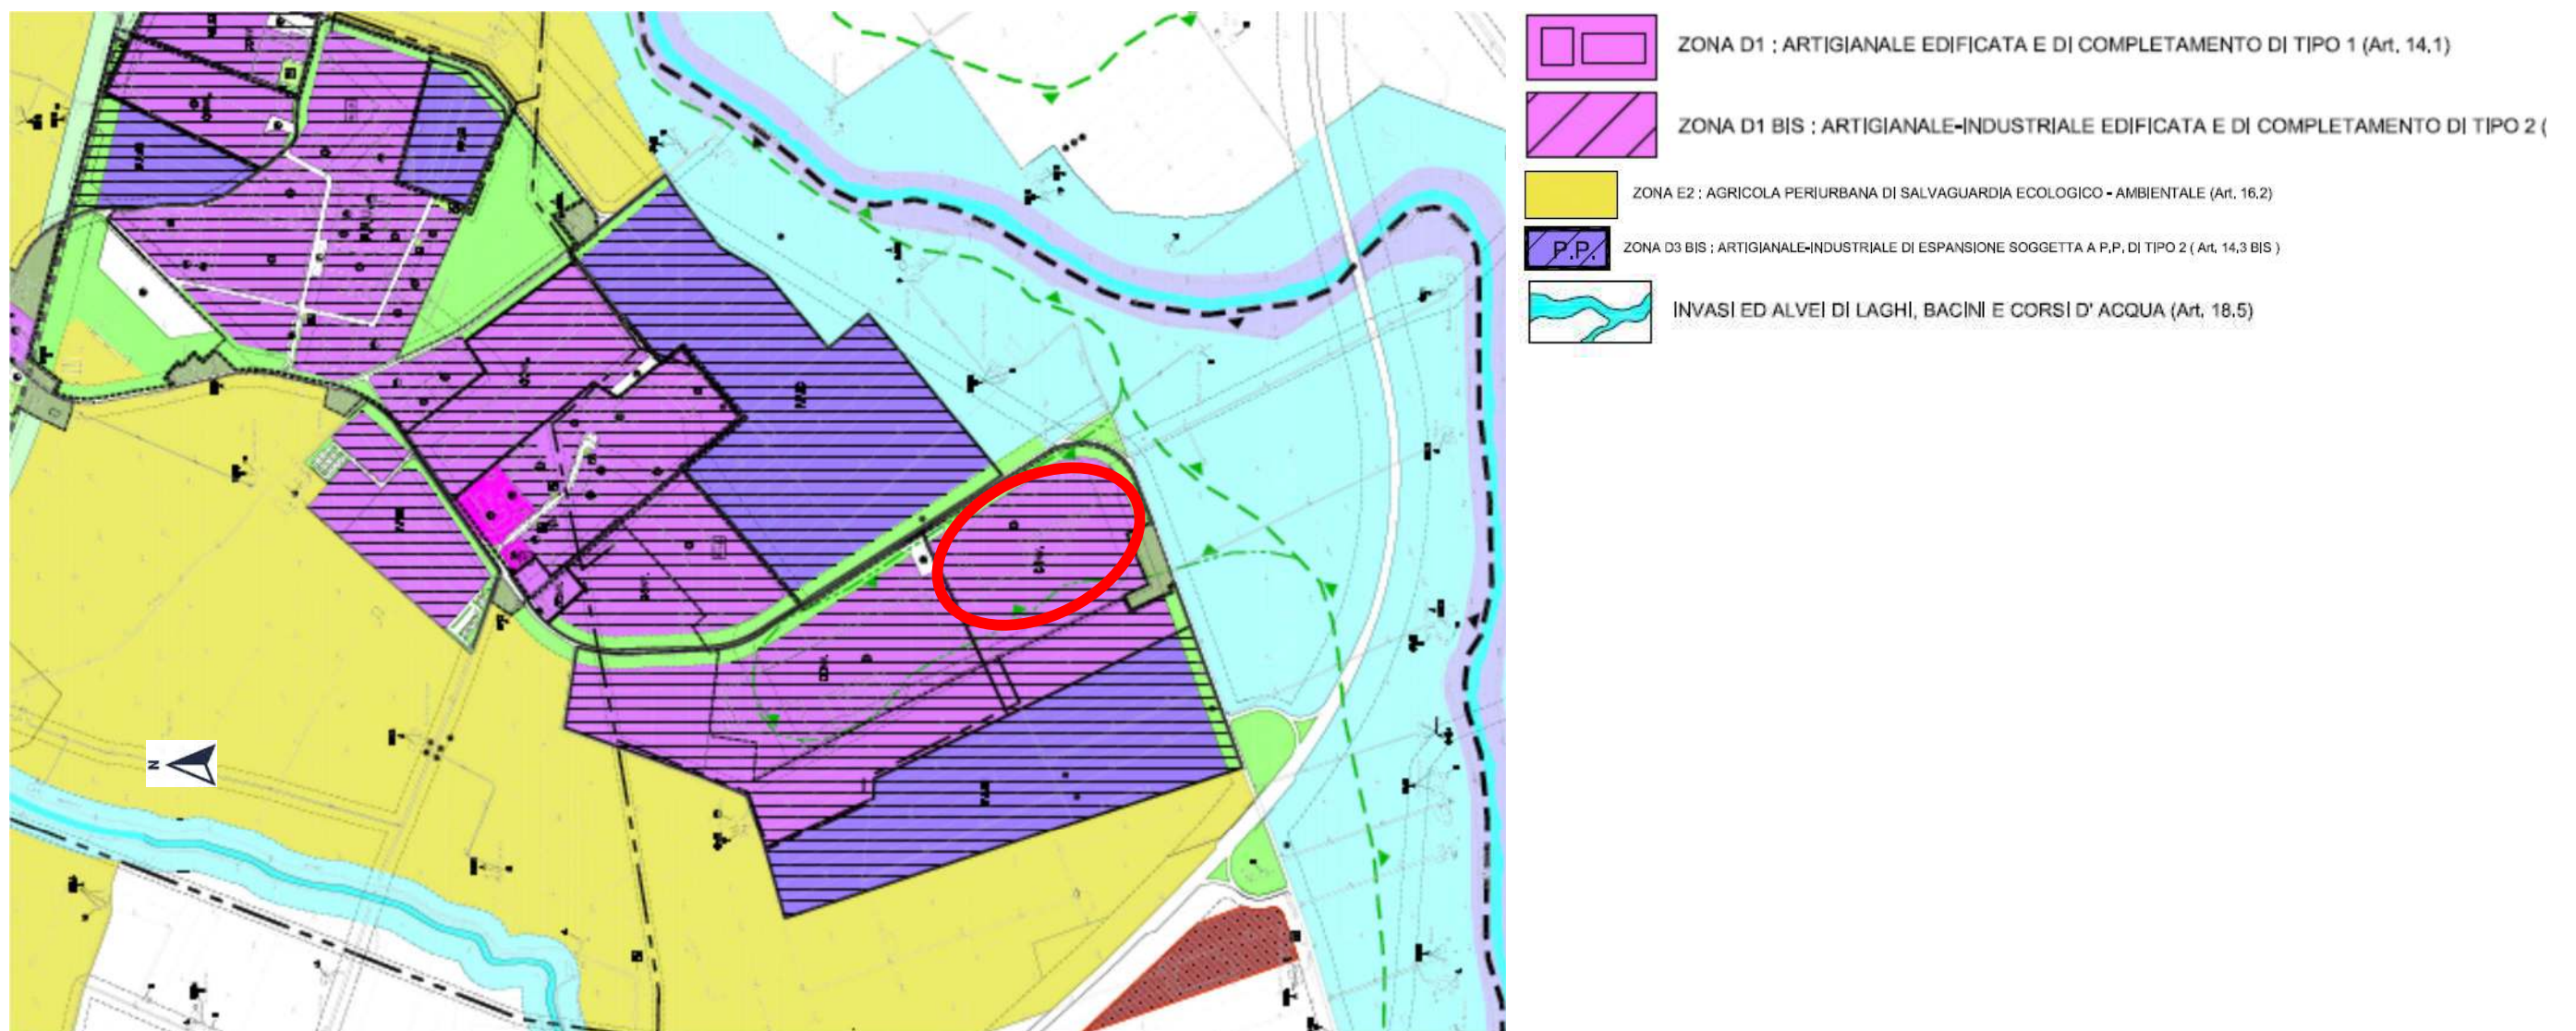 ZONA D1 : ARTIGIANALE EDIFICATA E DI COMPLETAMENTO DI TIPO 1 (Art. 14.1)
ZONA D1 BIS : ARTIGIANALE-INDUSTRIALE EDIFICATA E DI COMPLETAMENTO DI TIPO 2 (
ZONA E2 : AGRICOLA PERIURBANA DI SALVAGUARDIA ECOLOGICO - AMBIENTALE (Art. 16.2)
P.P. ZONA D3 BIS : ARTIGIANALE-INDUSTRIALE DI ESPANSIONE SOGGETTA A P.P. DI TIPO 2 ( Art. 14.3 BIS )
INVASI ED ALVEI DI LAGHI, BACINI E CORSI D' ACQUA (Art. 18.5)
N